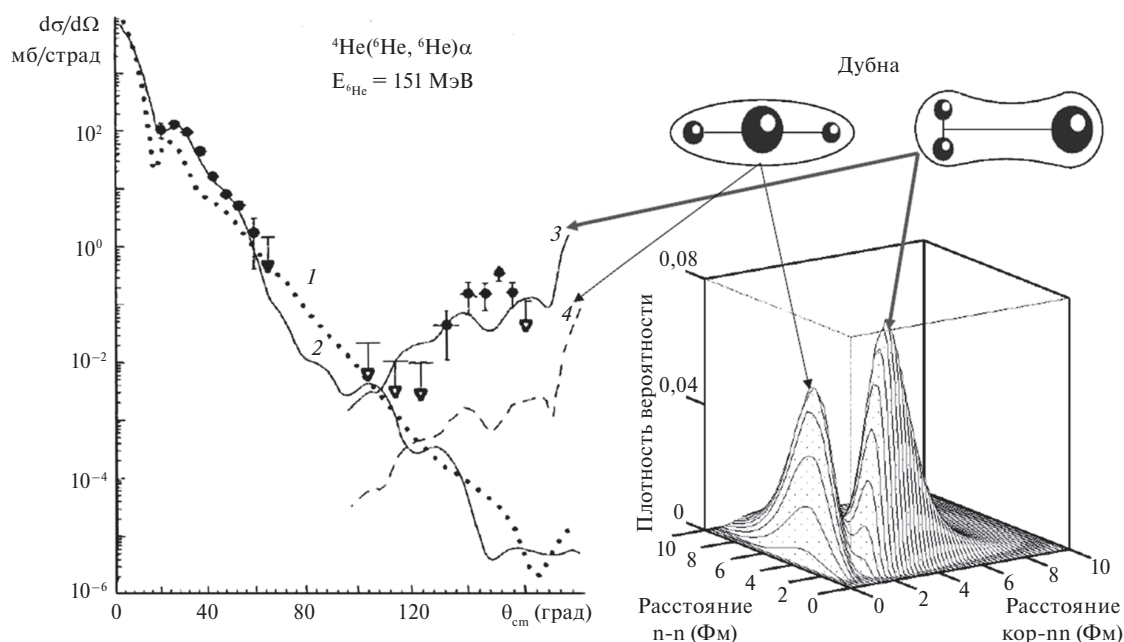 dσ/dΩ
мб/страд
⁴He(⁶He, ⁶He)α
E₆He = 151 МэВ
10²
10⁰
10⁻²
10⁻⁴
10⁻⁶
1
2
3
4
0 40 80 120 θcm (град)
Дубна
0,08
0,04
0
Плотность вероятности
10
8
6
4
2
0
0
2
4
6
8
10
Расстояние
n-n (Фм)
Расстояние
кор-nn (Фм)